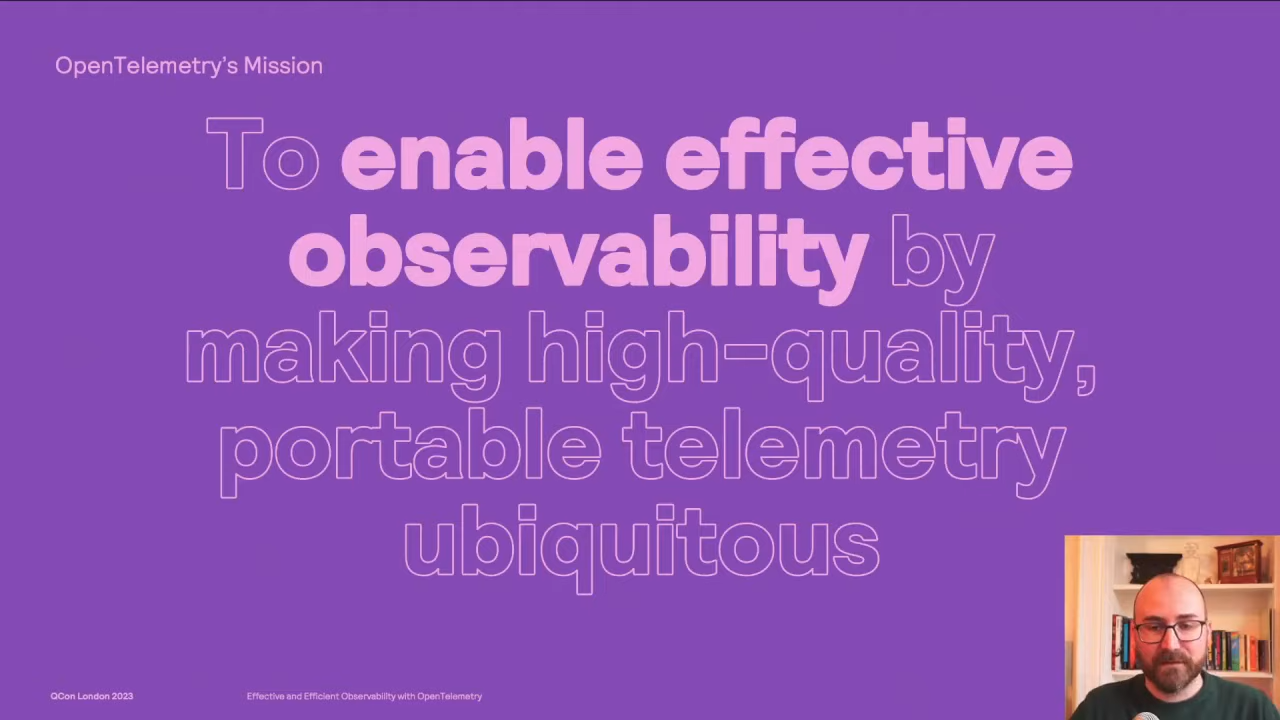 OpenTelemetry's Mission
To enable effective
observability by
making high-quality,
portable telemetry
ubiquitous
QCon London 2023
Effective and Efficient Observability with OpenTelemetry